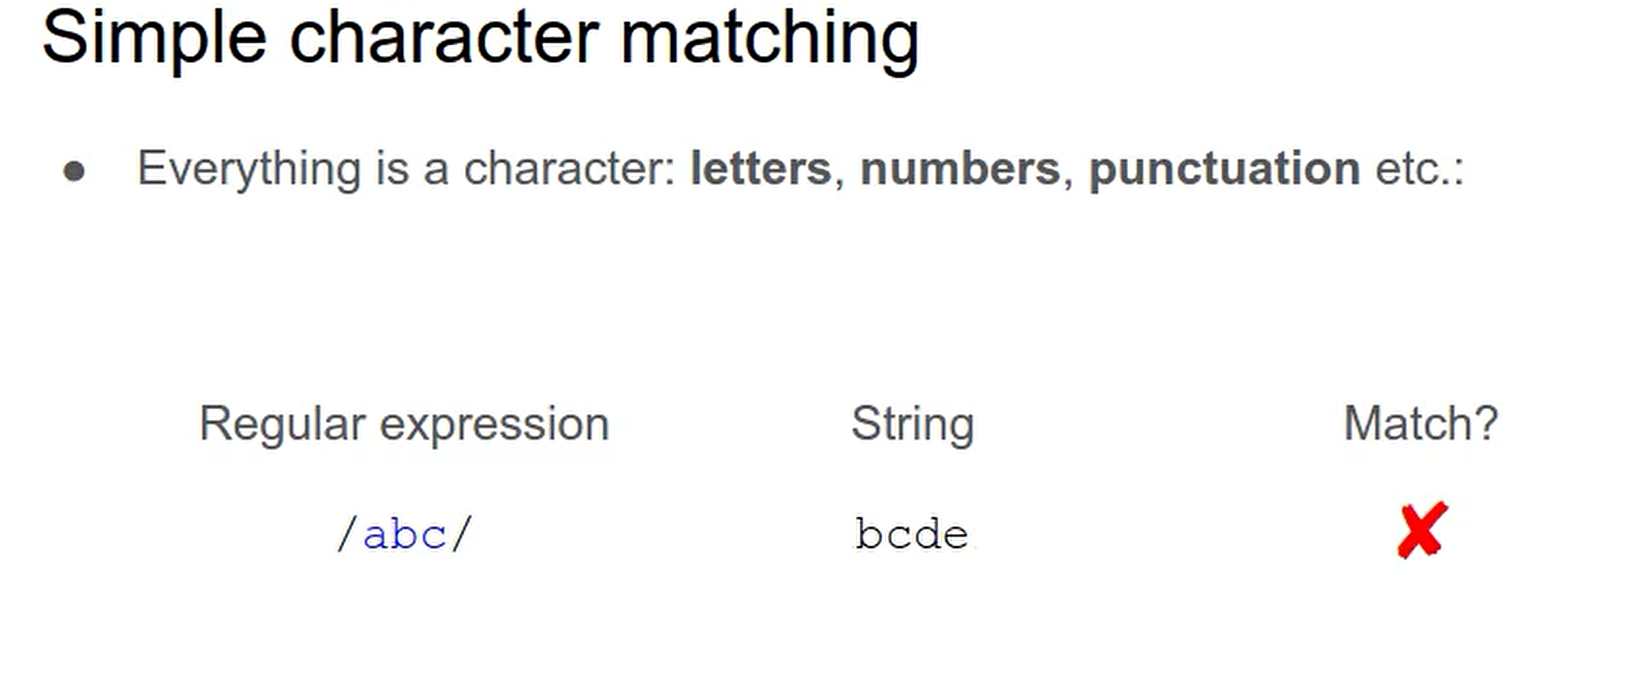 Simple character matching
● Everything is a character: letters, numbers, punctuation etc.:
Regular expression String Match?
/abc/ bcde ✘